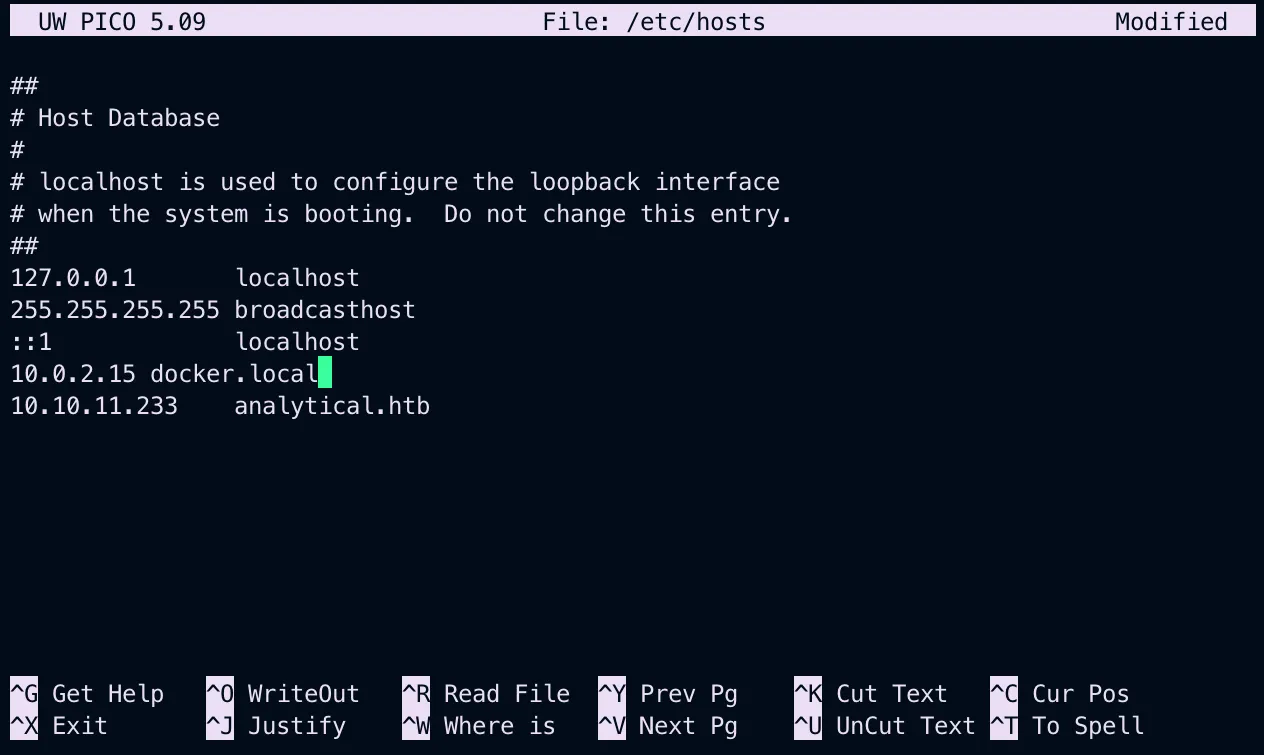 UW PICO 5.09 File: /etc/hosts Modified
##
# Host Database
#
# localhost is used to configure the loopback interface
# when the system is booting.  Do not change this entry.
##
127.0.0.1       localhost
255.255.255.255 broadcasthost
::1             localhost
10.0.2.15 docker.local
10.10.11.233    analytical.htb
^G Get Help ^O WriteOut ^R Read File ^Y Prev Pg ^K Cut Text ^C Cur Pos
^X Exit ^J Justify ^W Where is ^V Next Pg ^U UnCut Text ^T To Spell